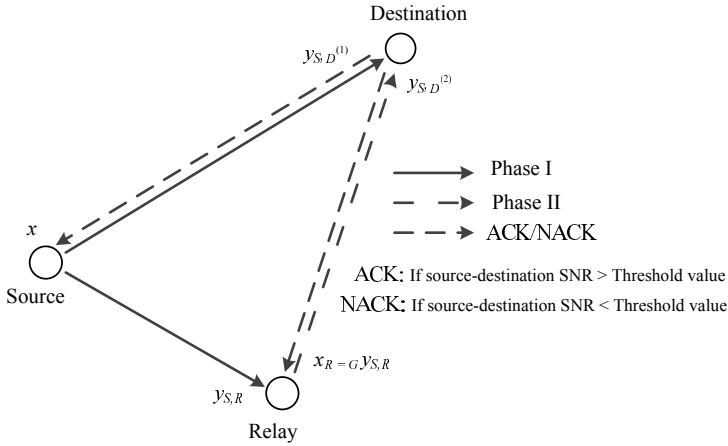 Destination
y_{S,D}^{(1)}
y_{S,D}^{(2)}
Phase I
Phase II
ACK/NACK
x
Source
ACK: If source-destination SNR > Threshold value
NACK: If source-destination SNR < Threshold value
x_{R = G} y_{S,R}
y_{S,R}
Relay